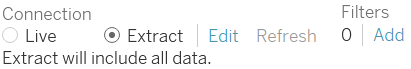 Connection Filters
Live Extract Edit Refresh 0 Add
Extract will include all data.